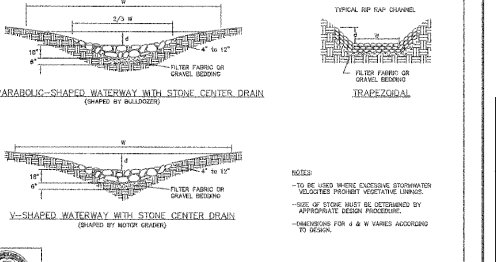 W
2/3 W
d
18"
6"
4" to 12"
FILTER FABRIC OR
GRAVEL BEDDING
PARABOLIC-SHAPED WATERWAY WITH STONE CENTER DRAIN
(SHAPED BY BULLDOZER)
TYPICAL RIP RAP CHANNEL
d
FILTER FABRIC OR
GRAVEL BEDDING
TRAPEZOIDAL
W
d
18"
6"
4" to 12"
FILTER FABRIC OR
GRAVEL BEDDING
V-SHAPED WATERWAY WITH STONE CENTER DRAIN
(SHAPED BY MOTOR GRADER)
NOTES:
-TO BE USED WHERE EXCESSIVE STORMWATER
VELOCITIES PROHIBIT VEGETATIVE LININGS.
-SIZE OF STONE MUST BE DETERMINED BY
APPROPRIATE DESIGN PROCEDURE.
-DIMENSIONS FOR d & W VARIES ACCORDING
TO DESIGN.